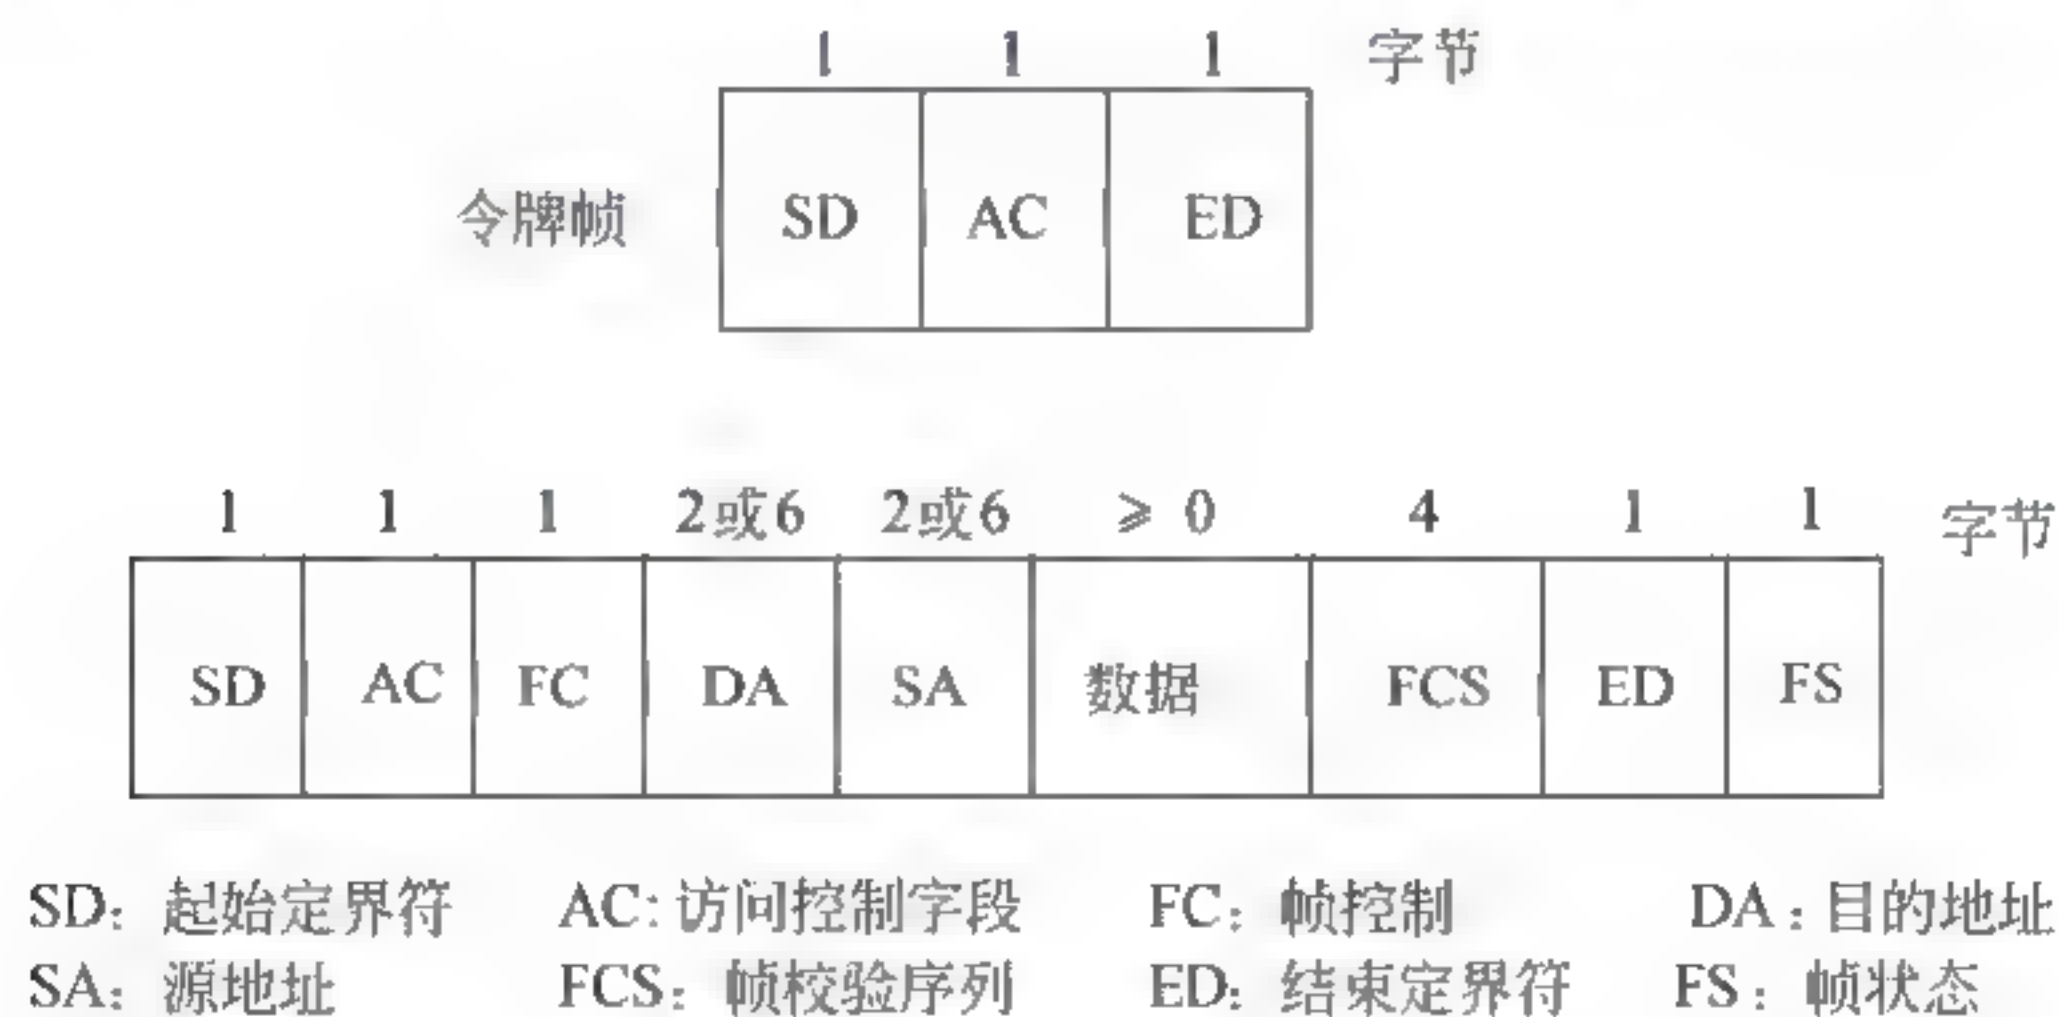 1 1 1 字节
令牌帧 SD AC ED
1 1 1 2或6 2或6 ≥ 0 4 1 1 字节
SD AC FC DA SA 数据 FCS ED FS
SD：起始定界符 AC：访问控制字段 FC：帧控制 DA：目的地址
SA：源地址 FCS：帧校验序列 ED：结束定界符 FS：帧状态